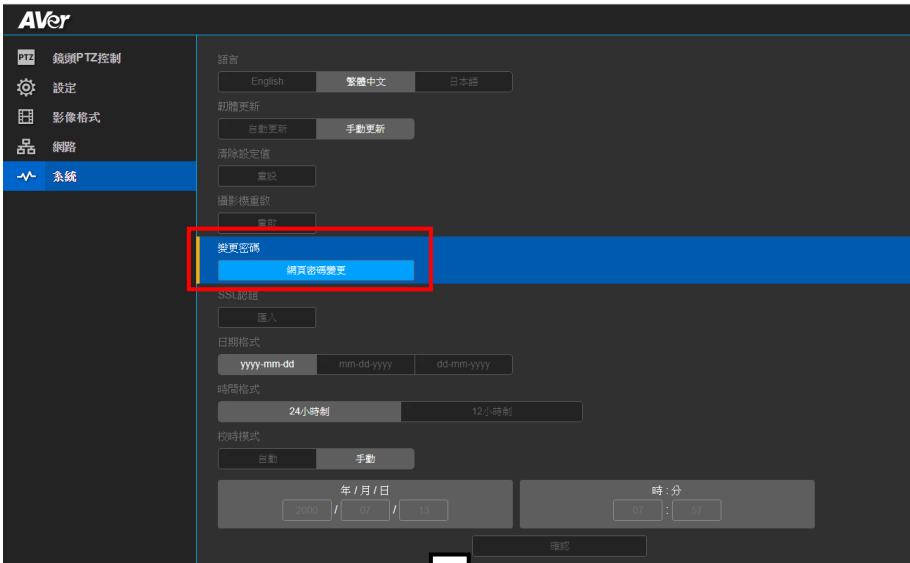 AVer
PTZ 鏡頭PTZ控制
設定
影像格式
網路
系統
語言
English 繁體中文 日本語
韌體更新
自動更新 手動更新
清除設定值
重設
攝影機重啟
重啟
變更密碼
網頁密碼變更
SSL認證
匯入
日期格式
yyyy-mm-dd mm-dd-yyyy dd-mm-yyyy
時間格式
24小時制 12小時制
校時模式
自動 手動
年 / 月 / 日 時 : 分
2000 / 07 / 13 07 : 57
確認